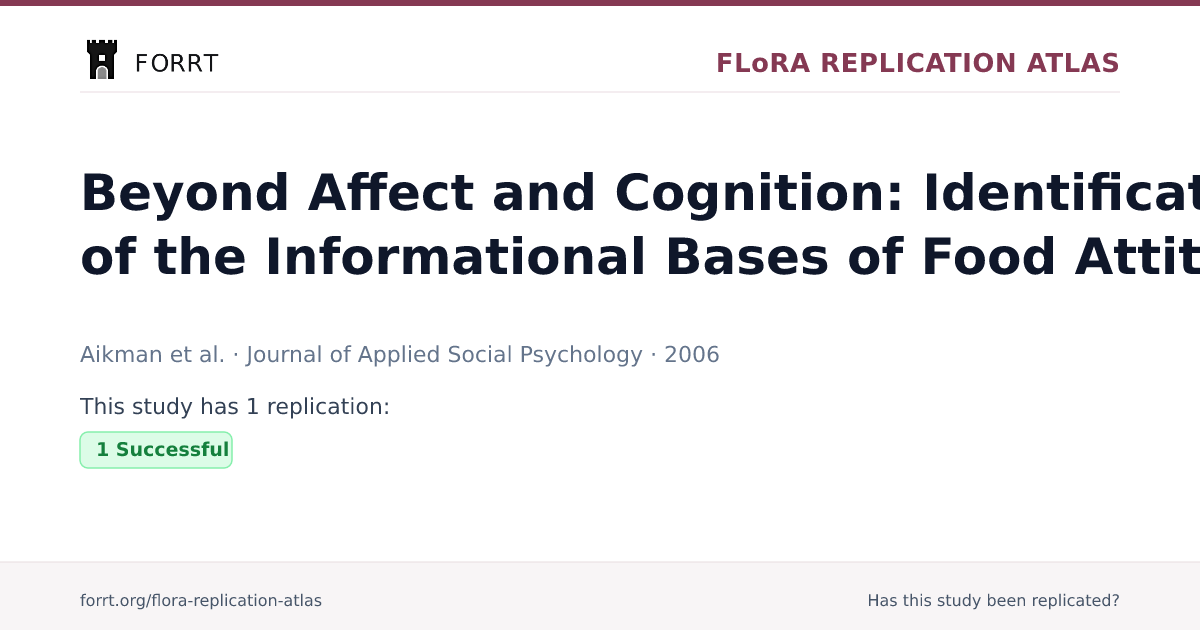 FORRT
FLoRA REPLICATION ATLAS
Beyond Affect and Cognition: Identificat
of the Informational Bases of Food Attit
Aikman et al. · Journal of Applied Social Psychology · 2006
This study has 1 replication:
1 Successful
forrt.org/flora-replication-atlas
Has this study been replicated?